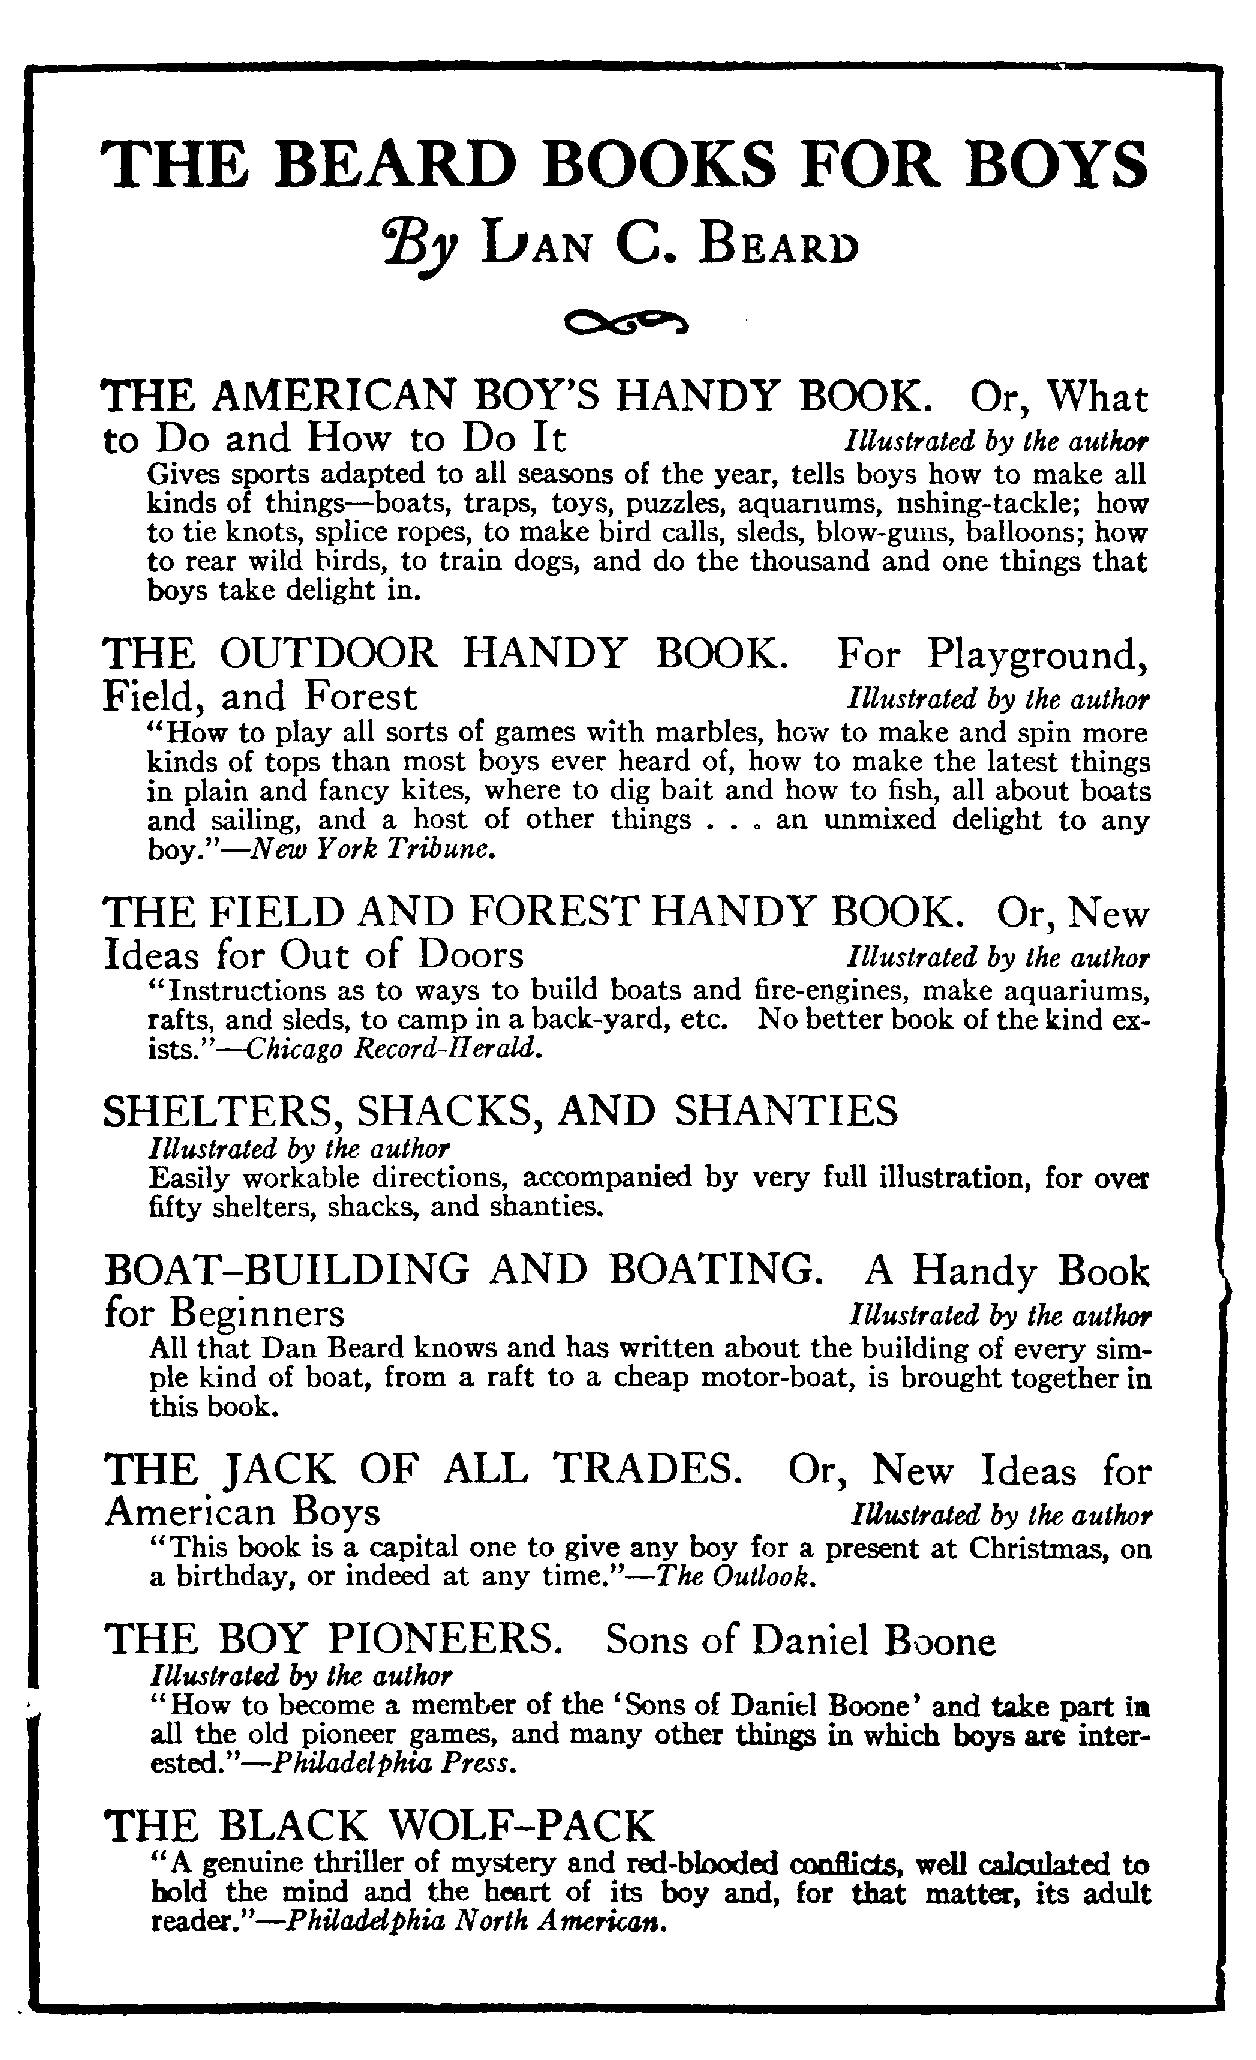 THE BEARD BOOKS FOR BOYS
By DAN C. BEARD
THE AMERICAN BOY'S HANDY BOOK. Or, What
to Do and How to Do It Illustrated by the author
Gives sports adapted to all seasons of the year, tells boys how to make all
kinds of things—boats, traps, toys, puzzles, aquariums, fishing-tackle; how
to tie knots, splice ropes, to make bird calls, sleds, blow-guns, balloons; how
to rear wild birds, to train dogs, and do the thousand and one things that
boys take delight in.
THE OUTDOOR HANDY BOOK. For Playground,
Field, and Forest Illustrated by the author
"How to play all sorts of games with marbles, how to make and spin more
kinds of tops than most boys ever heard of, how to make the latest things
in plain and fancy kites, where to dig bait and how to fish, all about boats
and sailing, and a host of other things . . . an unmixed delight to any
boy."—New York Tribune.
THE FIELD AND FOREST HANDY BOOK. Or, New
Ideas for Out of Doors Illustrated by the author
"Instructions as to ways to build boats and fire-engines, make aquariums,
rafts, and sleds, to camp in a back-yard, etc. No better book of the kind ex-
ists."—Chicago Record-Herald.
SHELTERS, SHACKS, AND SHANTIES
Illustrated by the author
Easily workable directions, accompanied by very full illustration, for over
fifty shelters, shacks, and shanties.
BOAT-BUILDING AND BOATING. A Handy Book
for Beginners Illustrated by the author
All that Dan Beard knows and has written about the building of every sim-
ple kind of boat, from a raft to a cheap motor-boat, is brought together in
this book.
THE JACK OF ALL TRADES. Or, New Ideas for
American Boys Illustrated by the author
"This book is a capital one to give any boy for a present at Christmas, on
a birthday, or indeed at any time."—The Outlook.
THE BOY PIONEERS. Sons of Daniel Boone
Illustrated by the author
"How to become a member of the 'Sons of Daniel Boone' and take part in
all the old pioneer games, and many other things in which boys are inter-
ested."—Philadelphia Press.
THE BLACK WOLF-PACK
"A genuine thriller of mystery and red-blooded conflicts, well calculated to
hold the mind and the heart of its boy and, for that matter, its adult
reader."—Philadelphia North American.